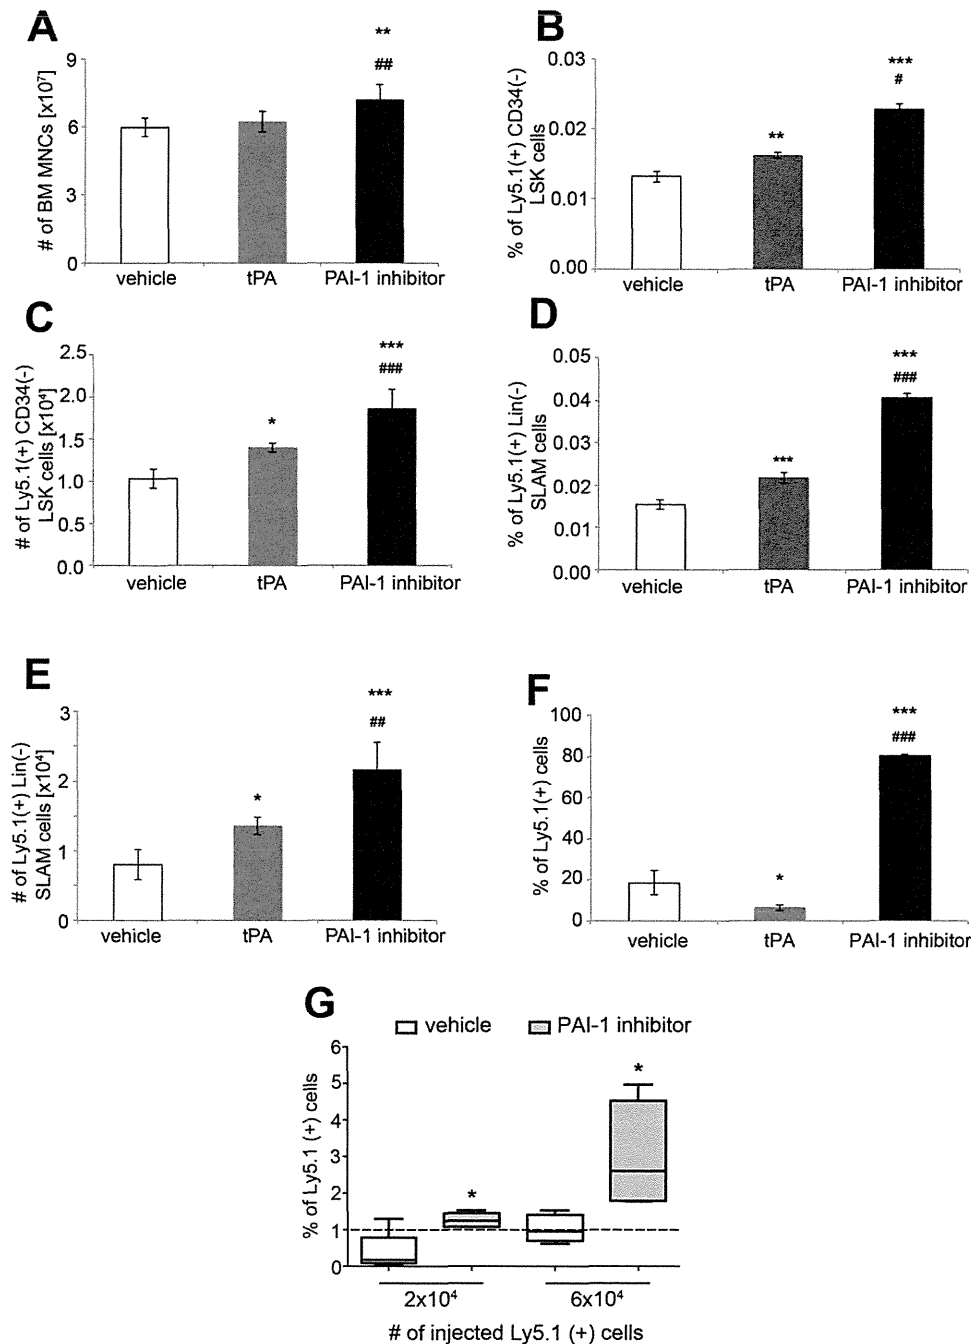 A
# of BM MNCs [x10⁷]
9
6
3
0
**
##
vehicle
tPA
PAI-1 inhibitor
B
% of Ly5.1(+) CD34(-)
LSK cells
0.03
0.02
0.01
0.00
**
***
#
vehicle
tPA
PAI-1 inhibitor
C
# of Ly5.1(+) CD34(-)
LSK cells [x10⁴]
2.5
2.0
1.5
1.0
0.5
0.0
*
***
###
vehicle
tPA
PAI-1 inhibitor
D
% of Ly5.1(+) Lin(-)
SLAM cells
0.05
0.04
0.03
0.02
0.01
0.00
***
***
###
vehicle
tPA
PAI-1 inhibitor
E
# of Ly5.1(+) Lin(-)
SLAM cells [x10⁴]
3
2
1
0
*
***
##
vehicle
tPA
PAI-1 inhibitor
F
% of Ly5.1(+) cells
100
80
60
40
20
0
*
***
###
vehicle
tPA
PAI-1 inhibitor
G
vehicle
PAI-1 inhibitor
% of Ly5.1 (+) cells
6
5
4
3
2
1
0
*
*
2x10⁴
6x10⁴
# of injected Ly5.1 (+) cells